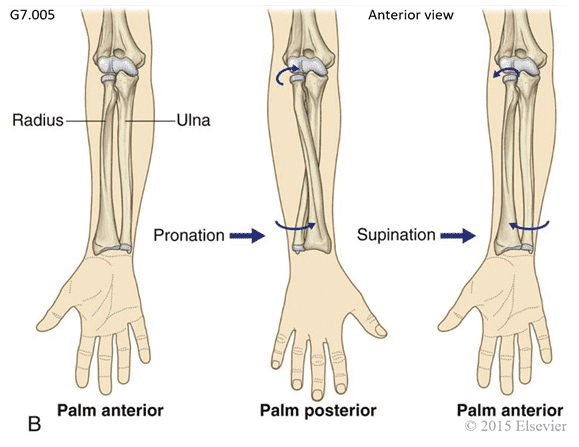 G7.005
Anterior view
Radius
Ulna
Pronation
Supination
B
Palm anterior
Palm posterior
Palm anterior
© 2015 Elsevier